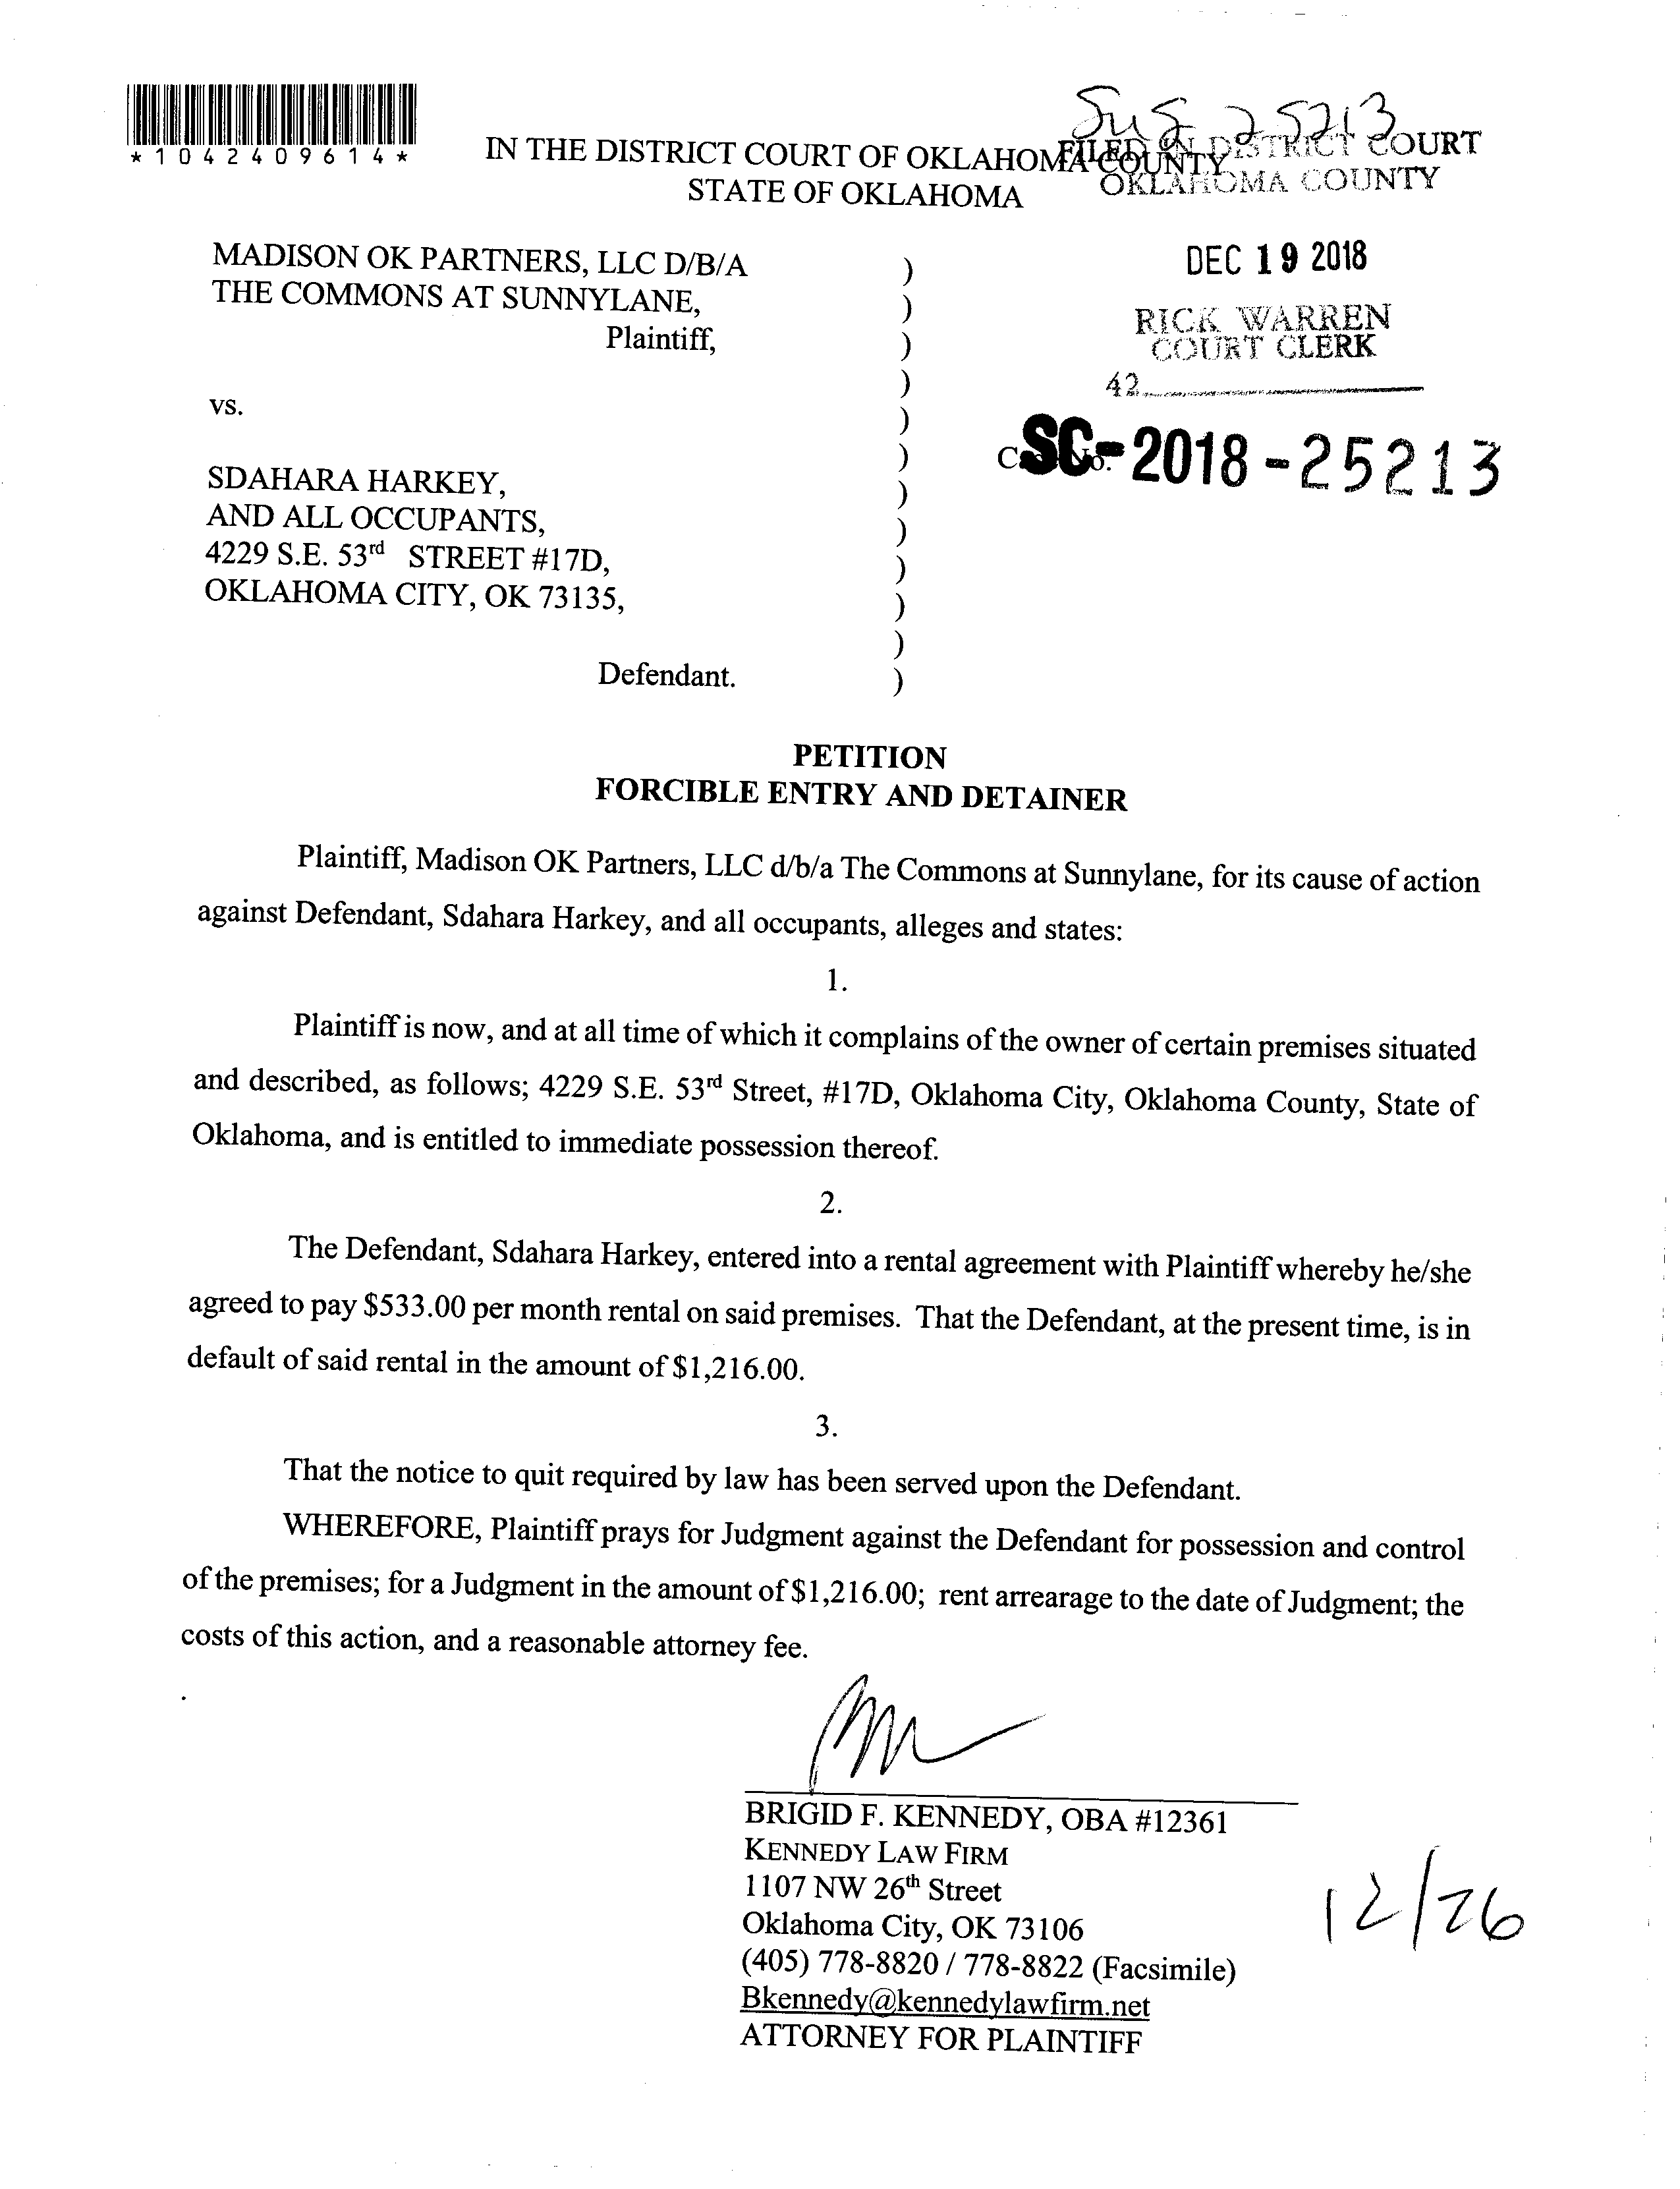 *1042409614*
25213
IN THE DISTRICT COURT OF OKLAHOMA COUNTY
STATE OF OKLAHOMA
FILED IN DISTRICT COURT
OKLAHOMA COUNTY
DEC 19 2018
RICK WARREN
COURT CLERK
42
SC-2018-25213
MADISON OK PARTNERS, LLC D/B/A )
THE COMMONS AT SUNNYLANE, )
Plaintiff, )
)
vs. )
)
SDAHARA HARKEY, )
AND ALL OCCUPANTS, )
4229 S.E. 53rd STREET #17D, )
OKLAHOMA CITY, OK 73135, )
)
Defendant. )
PETITION
FORCIBLE ENTRY AND DETAINER
Plaintiff, Madison OK Partners, LLC d/b/a The Commons at Sunnylane, for its cause of action
against Defendant, Sdahara Harkey, and all occupants, alleges and states:
1.
Plaintiff is now, and at all time of which it complains of the owner of certain premises situated
and described, as follows; 4229 S.E. 53rd Street, #17D, Oklahoma City, Oklahoma County, State of
Oklahoma, and is entitled to immediate possession thereof.
2.
The Defendant, Sdahara Harkey, entered into a rental agreement with Plaintiff whereby he/she
agreed to pay $533.00 per month rental on said premises. That the Defendant, at the present time, is in
default of said rental in the amount of $1,216.00.
3.
That the notice to quit required by law has been served upon the Defendant.
WHEREFORE, Plaintiff prays for Judgment against the Defendant for possession and control
of the premises; for a Judgment in the amount of $1,216.00; rent arrearage to the date of Judgment; the
costs of this action, and a reasonable attorney fee.
BRIGID F. KENNEDY, OBA #12361
KENNEDY LAW FIRM
1107 NW 26th Street
Oklahoma City, OK 73106
(405) 778-8820 / 778-8822 (Facsimile)
Bkennedy@kennedylawfirm.net
ATTORNEY FOR PLAINTIFF
12/26